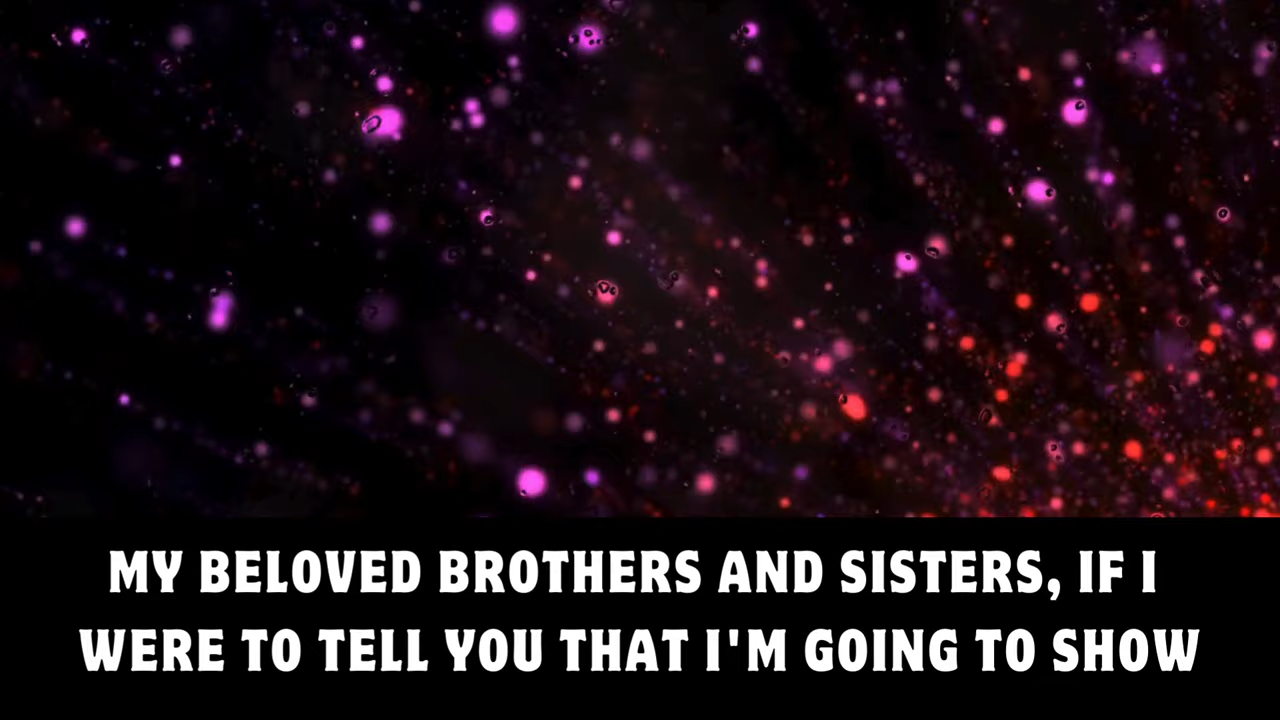 MY BELOVED BROTHERS AND SISTERS, IF I
WERE TO TELL YOU THAT I'M GOING TO SHOW